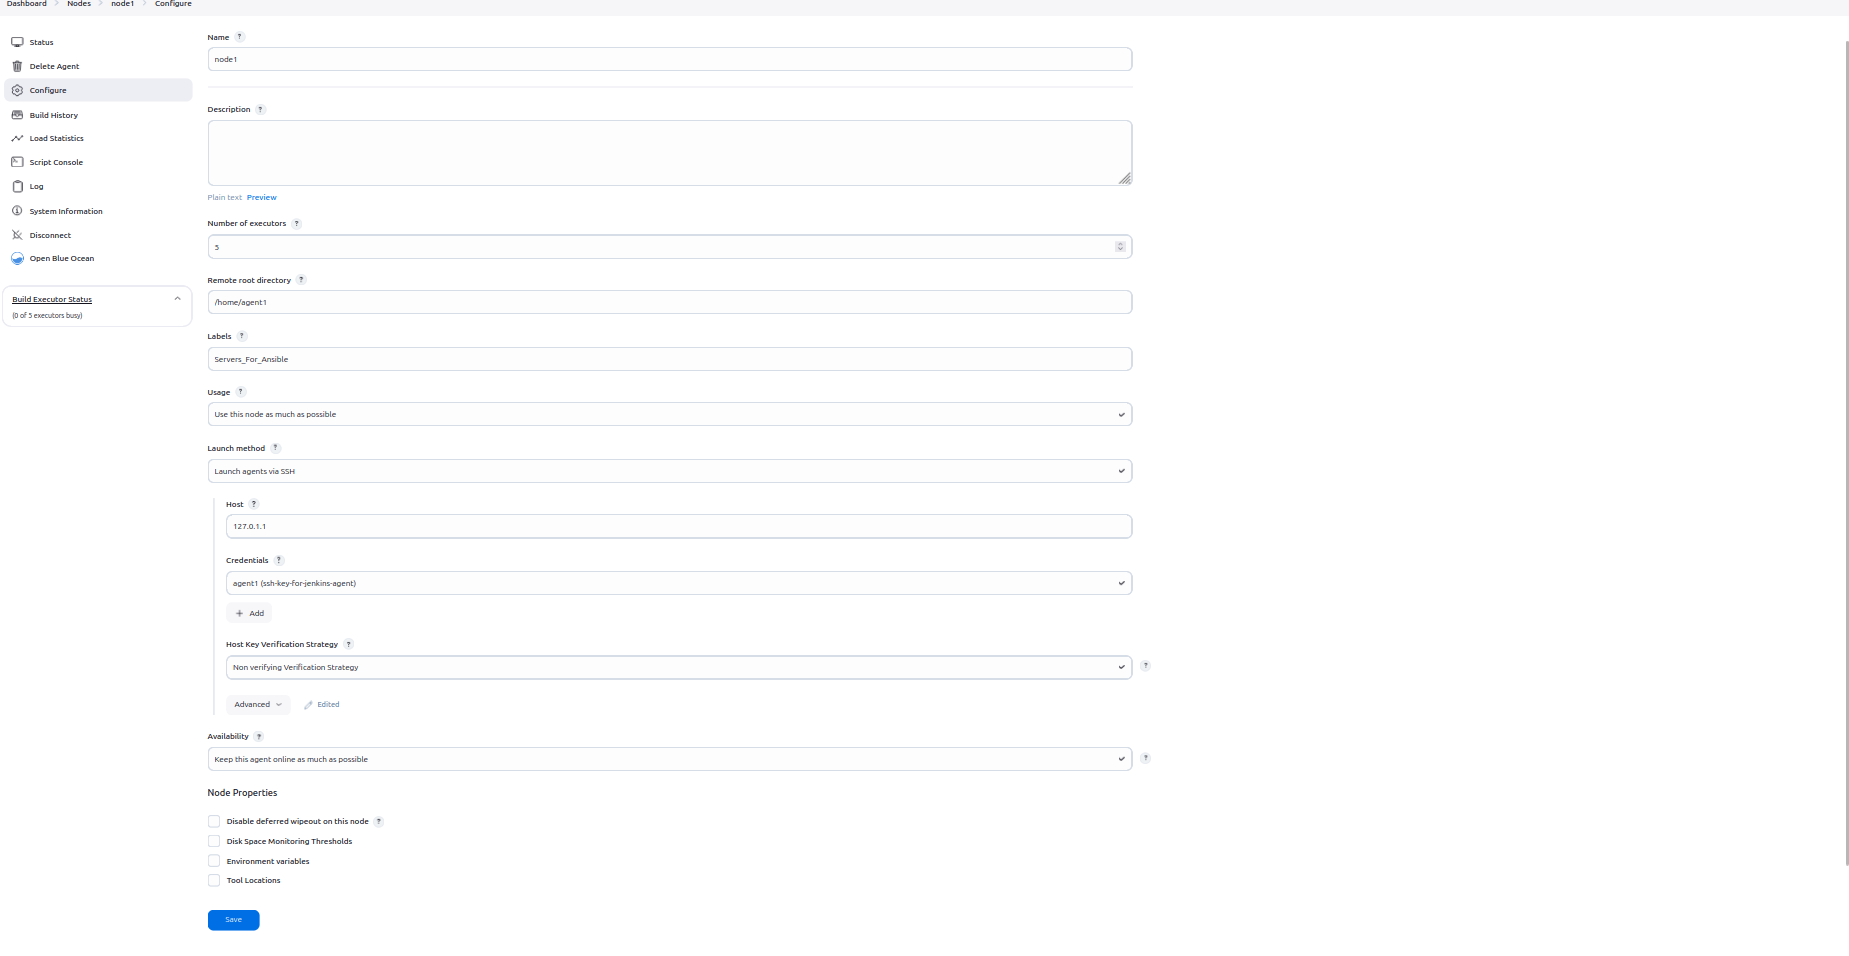 Dashboard > Nodes > node1 > Configure
Status
Delete Agent
Configure
Build History
Load Statistics
Script Console
Log
System Information
Disconnect
Open Blue Ocean
Build Executor Status
(0 of 5 executors busy)
Name ?
node1
Description ?
Plain text Preview
Number of executors ?
5
Remote root directory ?
/home/agent1
Labels ?
Servers_For_Ansible
Usage ?
Use this node as much as possible
Launch method ?
Launch agents via SSH
Host ?
127.0.1.1
Credentials ?
agent1 (ssh-key-for-jenkins-agent)
+ Add
Host Key Verification Strategy ?
Non verifying Verification Strategy ?
Advanced Edited
Availability ?
Keep this agent online as much as possible ?
Node Properties
Disable deferred wipeout on this node ?
Disk Space Monitoring Thresholds
Environment variables
Tool Locations
Save